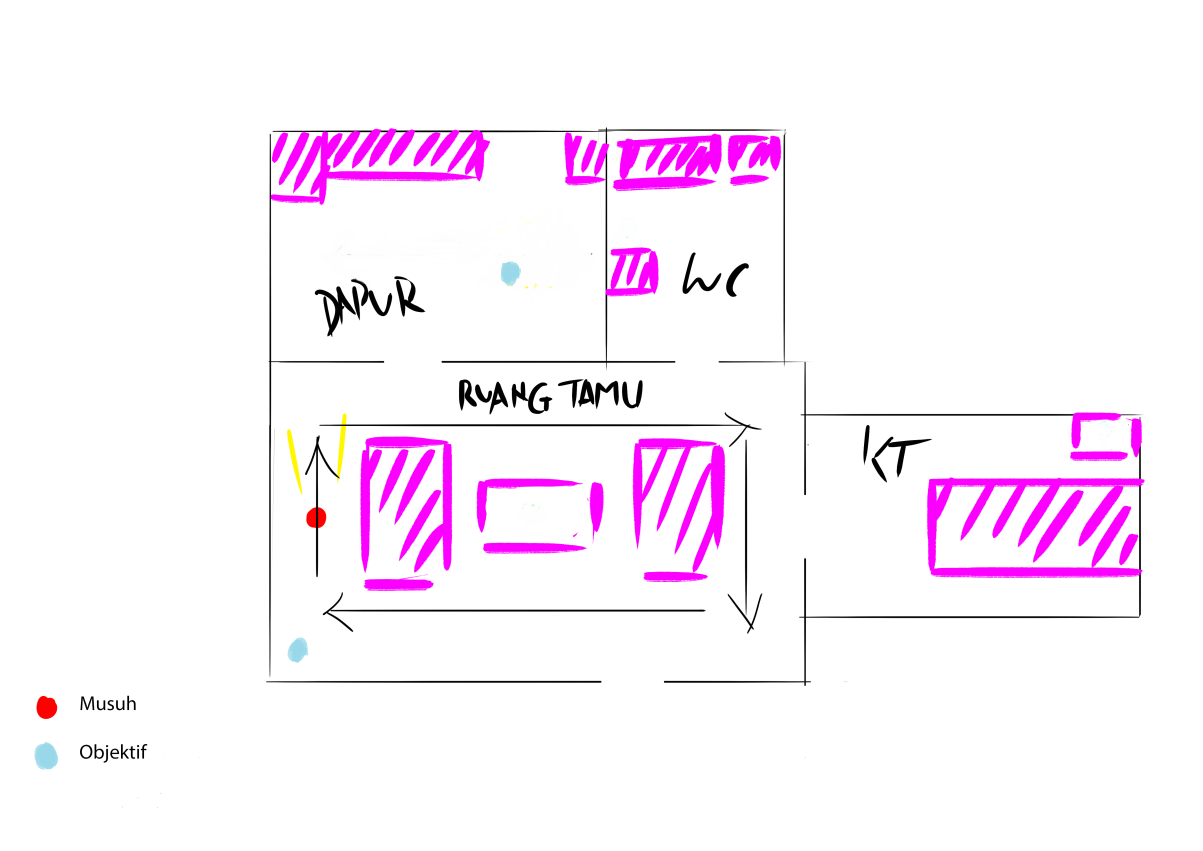 DAPUR
WC
RUANG TAMU
KT
Musuh
Objektif